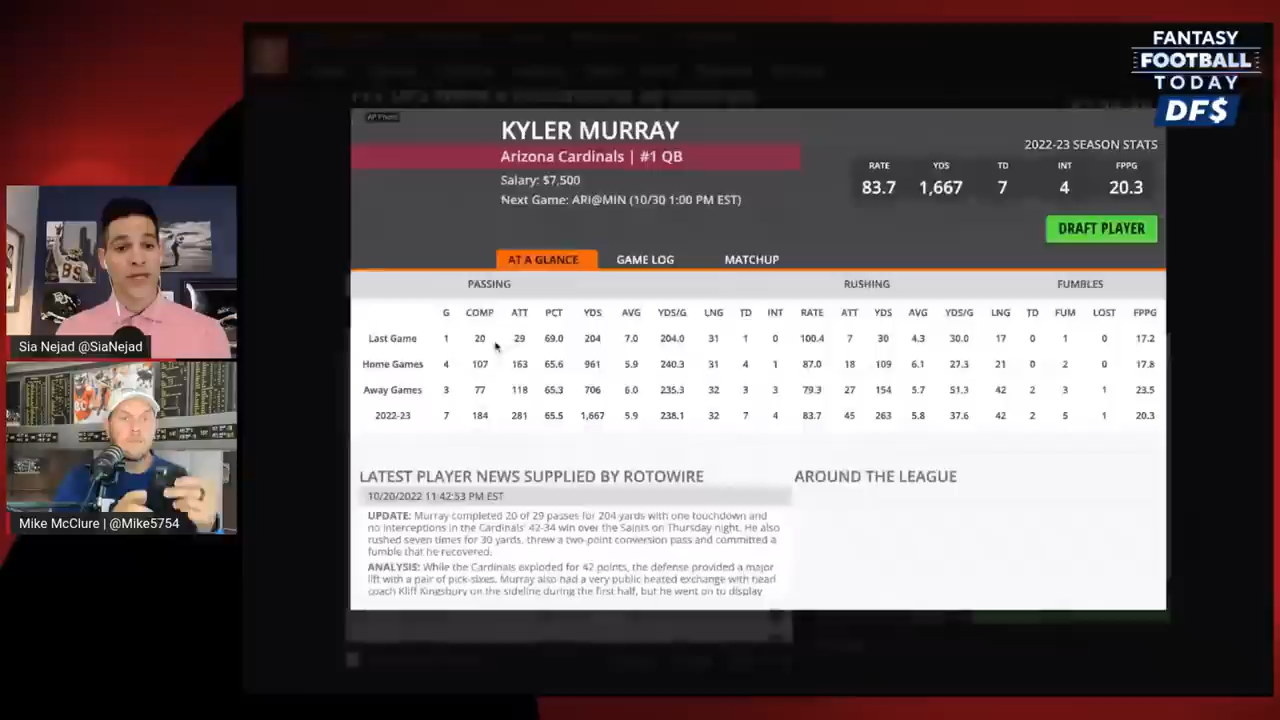 FANTASY
FOOTBALL
TODAY
DF$
AP Photo
KYLER MURRAY
Arizona Cardinals | #1 QB
Salary: $7,500
Next Game: ARI@MIN (10/30 1:00 PM EST)
2022-23 SEASON STATS
RATE YDS TD INT FPPG
83.7 1,667 7 4 20.3
DRAFT PLAYER
AT A GLANCE GAME LOG MATCHUP
PASSING RUSHING FUMBLES
G COMP ATT PCT YDS AVG YDS/G LNG TD INT RATE ATT YDS AVG YDS/G LNG TD FUM LOST FPPG
Last Game 1 20 29 69.0 204 7.0 204.0 31 1 0 100.4 7 30 4.3 30.0 17 0 1 0 17.2
Home Games 4 107 163 65.6 961 5.9 240.3 31 4 1 87.0 18 109 6.1 27.3 21 0 2 0 17.8
Away Games 3 77 118 65.3 706 6.0 235.3 32 3 3 79.3 27 154 5.7 51.3 42 2 3 1 23.5
2022-23 7 184 281 65.5 1,667 5.9 238.1 32 7 4 83.7 45 263 5.8 37.6 42 2 5 1 20.3
LATEST PLAYER NEWS SUPPLIED BY ROTOWIRE
AROUND THE LEAGUE
10/20/2022 11:42:53 PM EST
UPDATE: Murray completed 20 of 29 passes for 204 yards with one touchdown and
no interceptions in the Cardinals' 42-34 win over the Saints on Thursday night. He also
rushed seven times for 30 yards, threw a two-point conversion pass and committed a
fumble that he recovered.
ANALYSIS: While the Cardinals exploded for 42 points, the defense provided a major
lift with a pair of pick-sixes. Murray also had a very public heated exchange with head
coach Kliff Kingsbury on the sideline during the first half, but he went on to display
89
Sia Nejad @SiaNejad
Mike McClure | @Mike5754